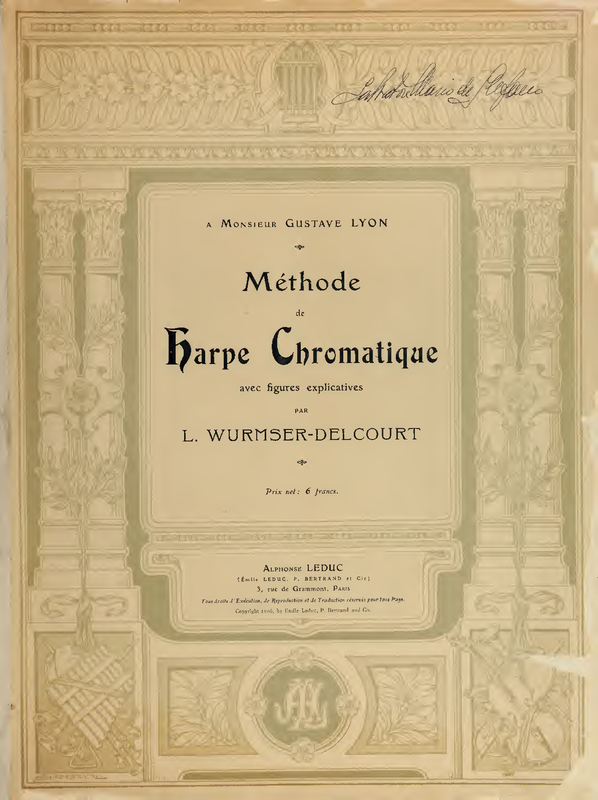 A MONSIEUR GUSTAVE LYON
Méthode
de
Harpe Chromatique
avec figures explicatives
PAR
L. WURMSER-DELCOURT
Prix net: 6 francs.
ALPHONSE LEDUC
(Émile LEDUC, P. BERTRAND et Cie)
3, rue de Grammont, PARIS
Tous droits d'Exécution, de Reproduction et de Traduction réservés pour tous Pays.
Copyright by Emile Leduc, P. Bertrand and Co.
AL